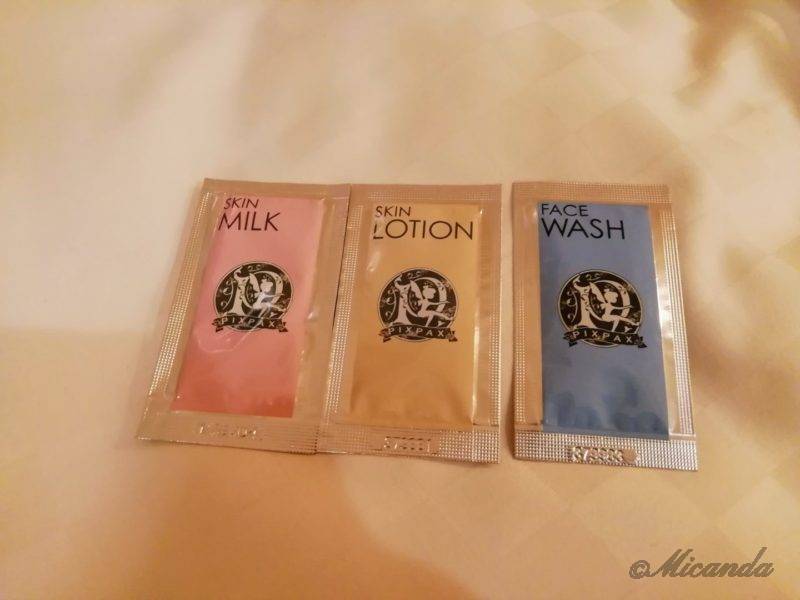 SKIN
MILK
PIXPAX
SKIN
LOTION
PIXPAX
FACE
WASH
PIXPAX
©Micanda